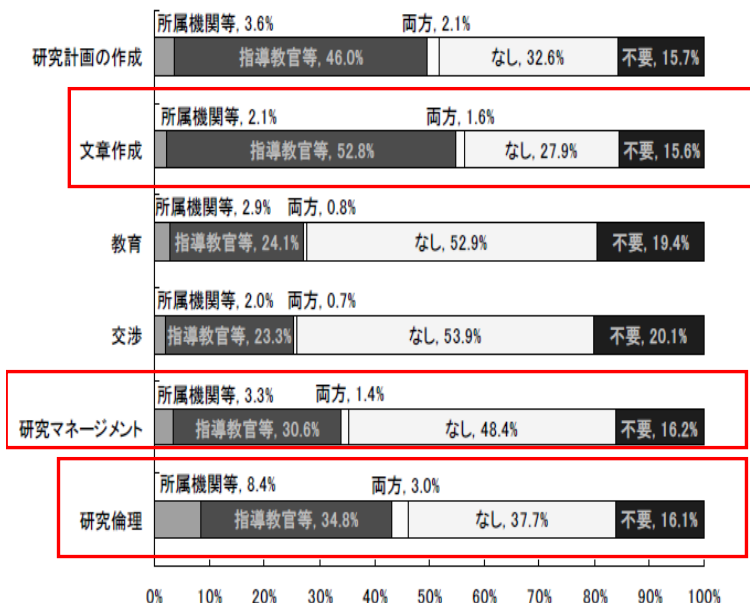 所属機関等, 3.6% 両方, 2.1%
研究計画の作成 指導教官等, 46.0% なし, 32.6% 不要, 15.7%
所属機関等, 2.1% 両方, 1.6%
文章作成 指導教官等, 52.8% なし, 27.9% 不要, 15.6%
所属機関等, 2.9% 両方, 0.8%
教育 指導教官等, 24.1% なし, 52.9% 不要, 19.4%
所属機関等, 2.0% 両方, 0.7%
交渉 指導教官等, 23.3% なし, 53.9% 不要, 20.1%
所属機関等, 3.3% 両方, 1.4%
研究マネージメント 指導教官等, 30.6% なし, 48.4% 不要, 16.2%
所属機関等, 8.4% 両方, 3.0%
研究倫理 指導教官等, 34.8% なし, 37.7% 不要, 16.1%
0% 10% 20% 30% 40% 50% 60% 70% 80% 90% 100%